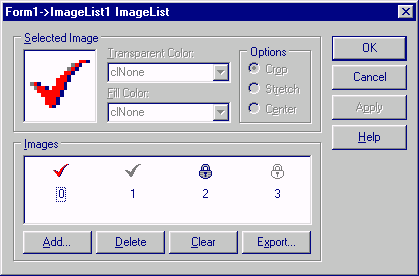 Form1->ImageList1 ImageList
Selected Image
Transparent Color:
clNone
Fill Color:
clNone
Options
Crop
Stretch
Center
OK
Cancel
Apply
Help
Images
0 1 2 3
Add... Delete Clear Export...